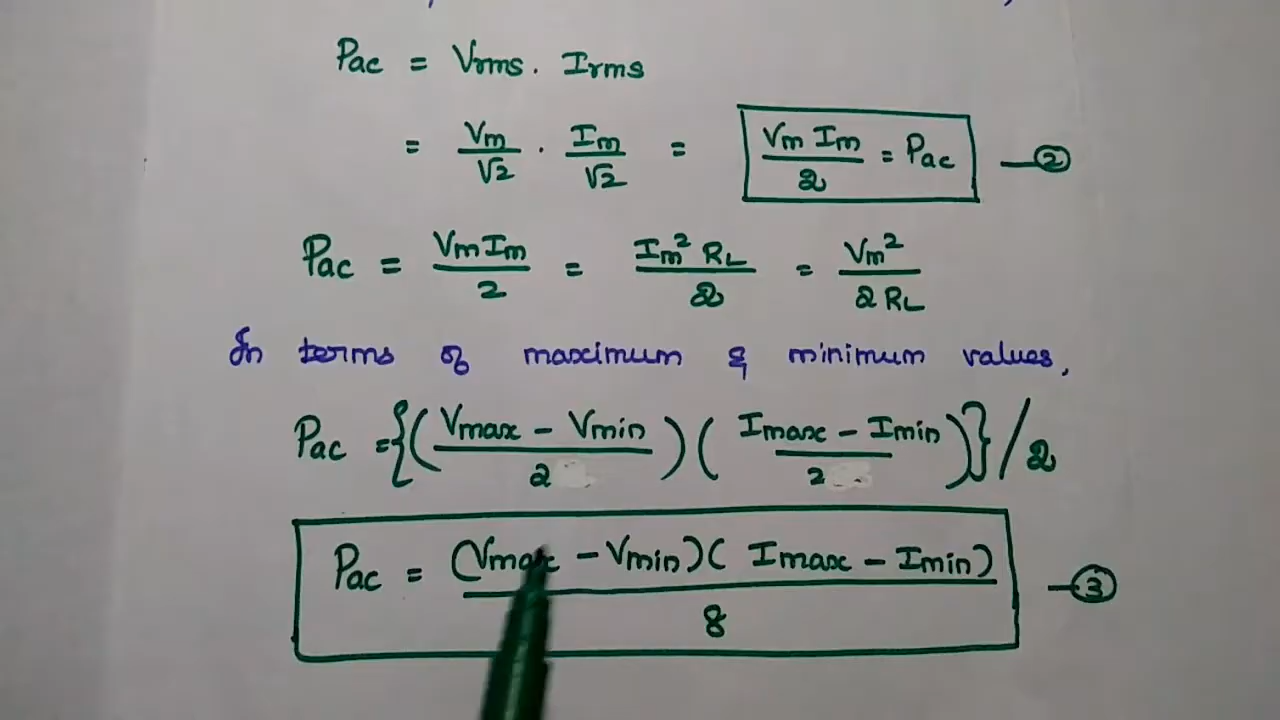 Pac = Vrms . Irms
= Vm/√2 . Im/√2 = Vm Im/2 = Pac —②
Pac = Vm Im/2 = Im² RL/2 = Vm²/2 RL
In terms of maximum & minimum values,
Pac = {(Vmax - Vmin/2)(Imax - Imin/2)}/2
Pac = (Vmax - Vmin)(Imax - Imin)/8 —③